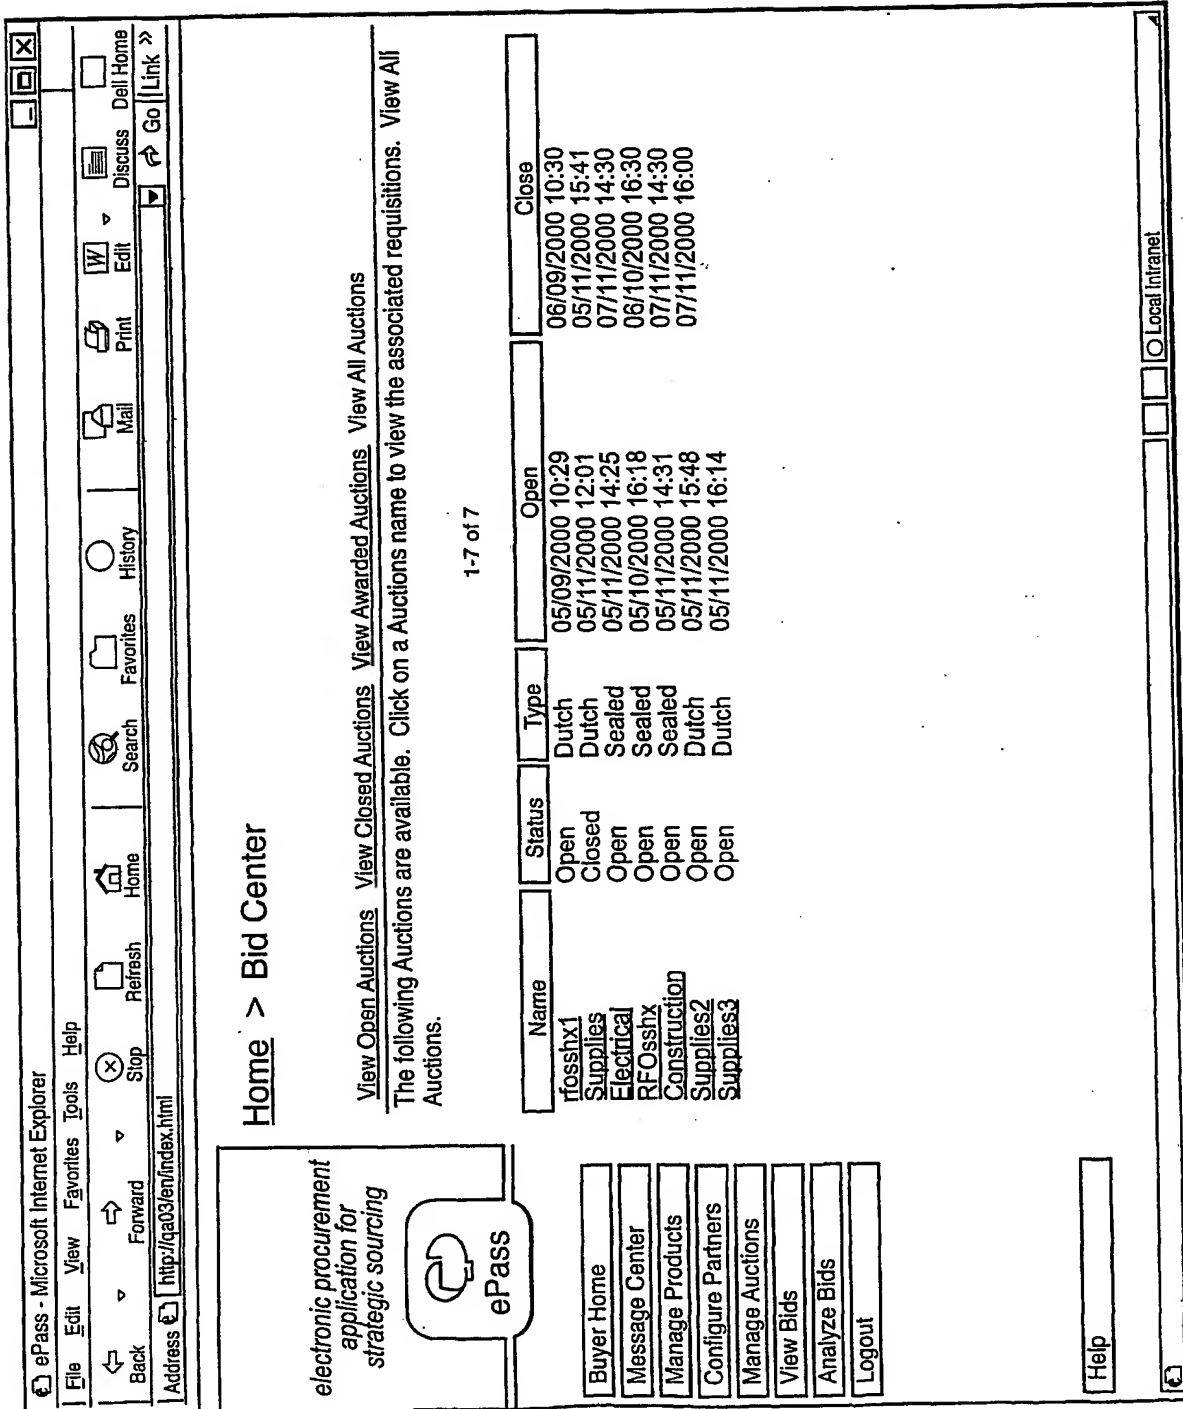 ePass - Microsoft Internet Explorer
File Edit View Favorites Tools Help
Back Forward Stop Refresh Home Search Favorites History Mail Print Edit Discuss Dell Home
Address http://qa03/en/index.html Go Link »
electronic procurement
application for
strategic sourcing
ePass
Buyer Home
Message Center
Manage Products
Configure Partners
Manage Auctions
View Bids
Analyze Bids
Logout
Help
Home > Bid Center
View Open Auctions View Closed Auctions View Awarded Auctions View All Auctions
The following Auctions are available. Click on a Auctions name to view the associated requisitions. View All
Auctions.
1-7 of 7
Name Status Type Open Close
rfosshx1 Open Dutch 05/09/2000 10:29 06/09/2000 10:30
Supplies Closed Dutch 05/11/2000 12:01 05/11/2000 15:41
Electrical Open Sealed 05/11/2000 14:25 07/11/2000 14:30
RFOsshx Open Sealed 05/10/2000 16:18 06/10/2000 16:30
Construction Open Sealed 05/11/2000 14:31 07/11/2000 14:30
Supplies2 Open Dutch 05/11/2000 15:48 07/11/2000 16:00
Supplies3 Open Dutch 05/11/2000 16:14
Local Intranet